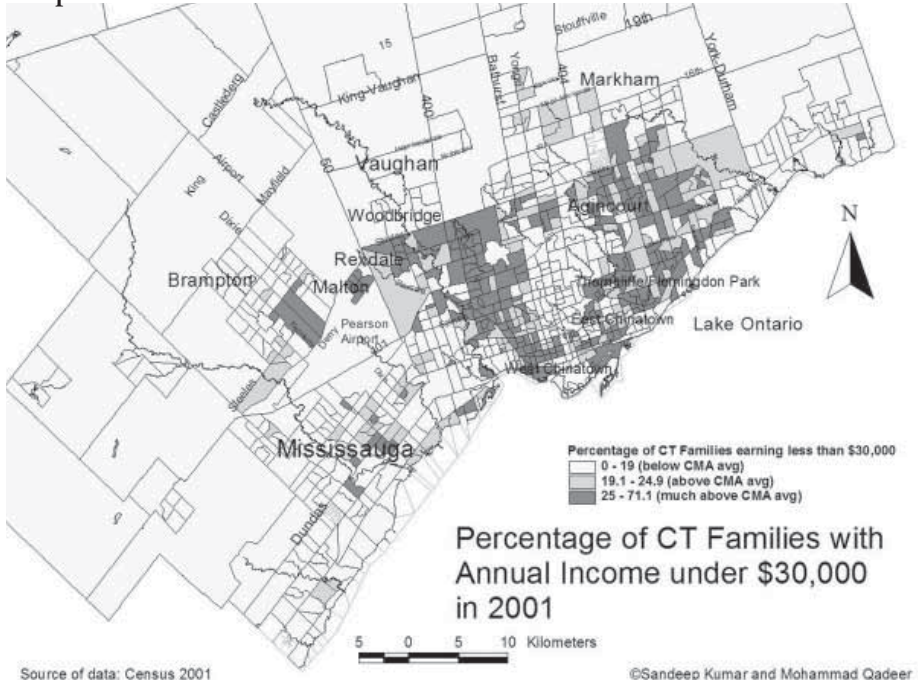 Stouffville
19th
15
Bathurst
Yonge
404
York-Durham
Markham
16th
Castlederg
King-Vaughan
400
Vaughan
50
Airport
King
Mayfield
Dixie
Woodbridge
Agincourt
N
Rexdale
Brampton
Malton
Thorncliffe/Flemingdon Park
Pearson
Airport
Derry
East Chinatown
Lake Ontario
West Chinatown
Steeles
Mississauga
Dundas
Percentage of CT Families earning less than $30,000
0 - 19 (below CMA avg)
19.1 - 24.9 (above CMA avg)
25 - 71.1 (much above CMA avg)
Percentage of CT Families with
Annual Income under $30,000
in 2001
5 0 5 10 Kilometers
Source of data: Census 2001
©Sandeep Kumar and Mohammad Qadeer